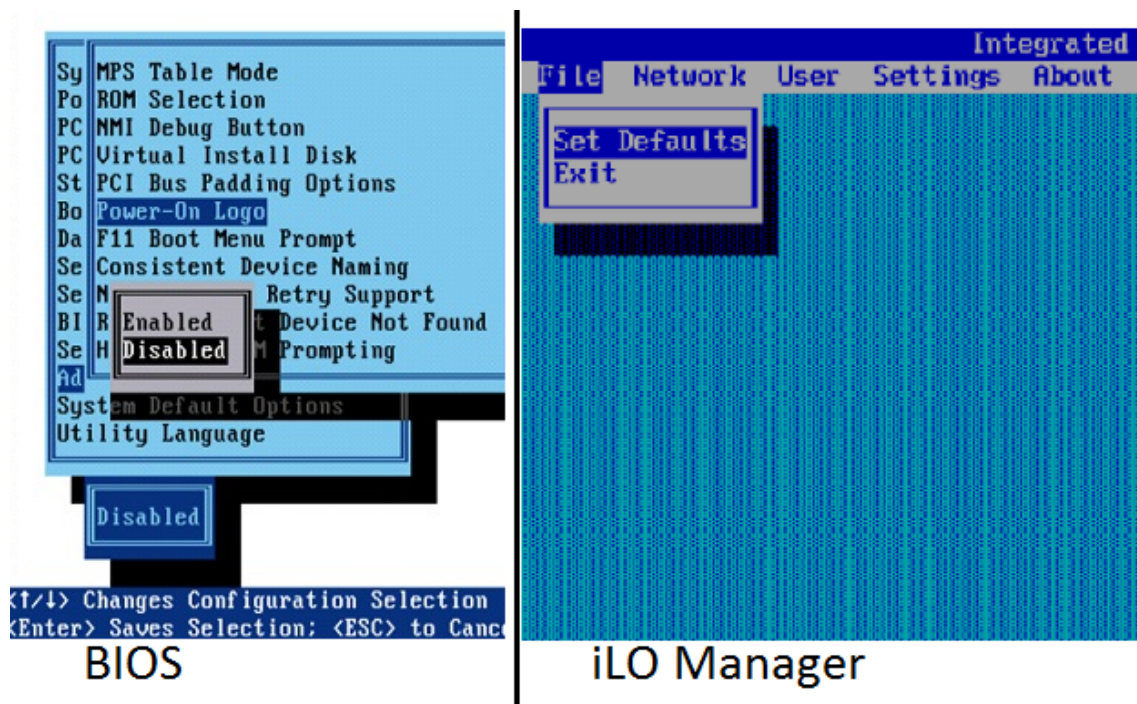 Sy MPS Table Mode
Po ROM Selection
PC NMI Debug Button
PC Virtual Install Disk
St PCI Bus Padding Options
Bo Power-On Logo
Da F11 Boot Menu Prompt
Se Consistent Device Naming
Se N Retry Support
BI R Enabled t Device Not Found
Se H Disabled M Prompting
Ad
System Default Options
Utility Language
Disabled
<↑/↓> Changes Configuration Selection
<Enter> Saves Selection; <ESC> to Canc
BIOS
Integrated
File Network User Settings About
Set Defaults
Exit
iLO Manager